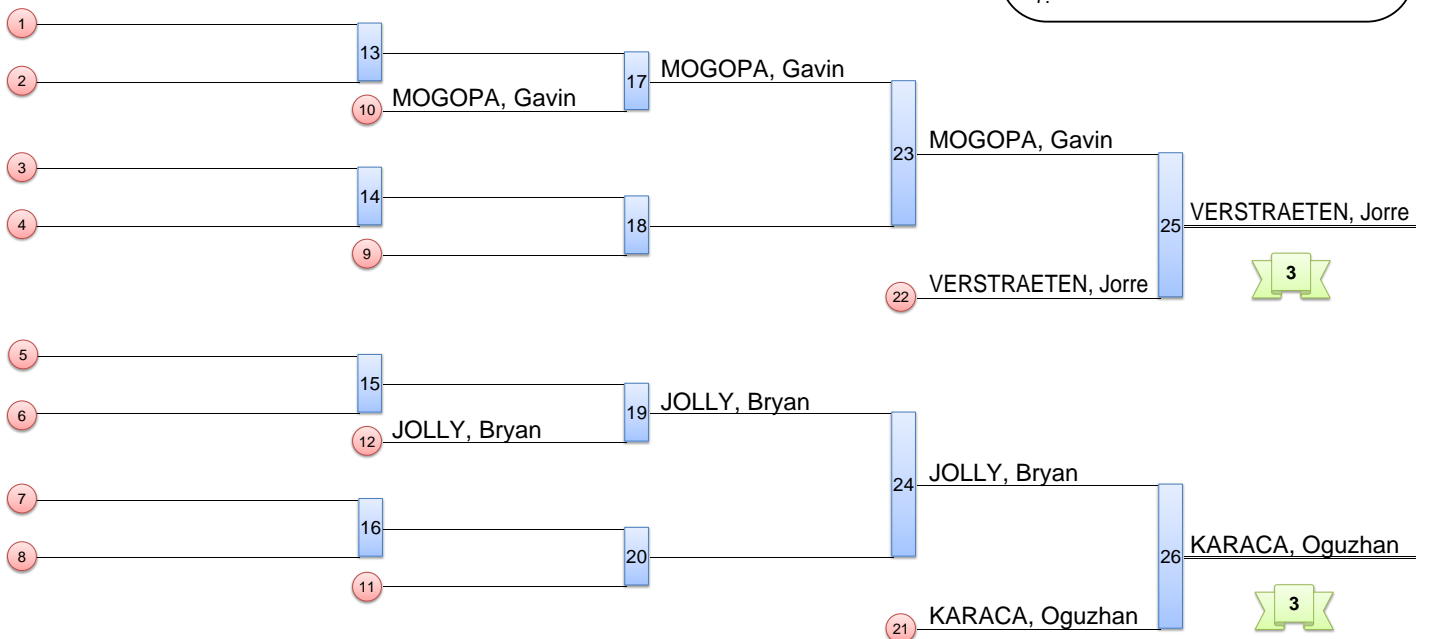 7.
1
13
2
17
MOGOPA, Gavin
10
MOGOPA, Gavin
23
MOGOPA, Gavin
3
14
4
18
9
25
VERSTRAETEN, Jorre
3
22
VERSTRAETEN, Jorre
5
15
6
19
JOLLY, Bryan
12
JOLLY, Bryan
24
JOLLY, Bryan
7
16
8
20
11
26
KARACA, Oguzhan
3
21
KARACA, Oguzhan